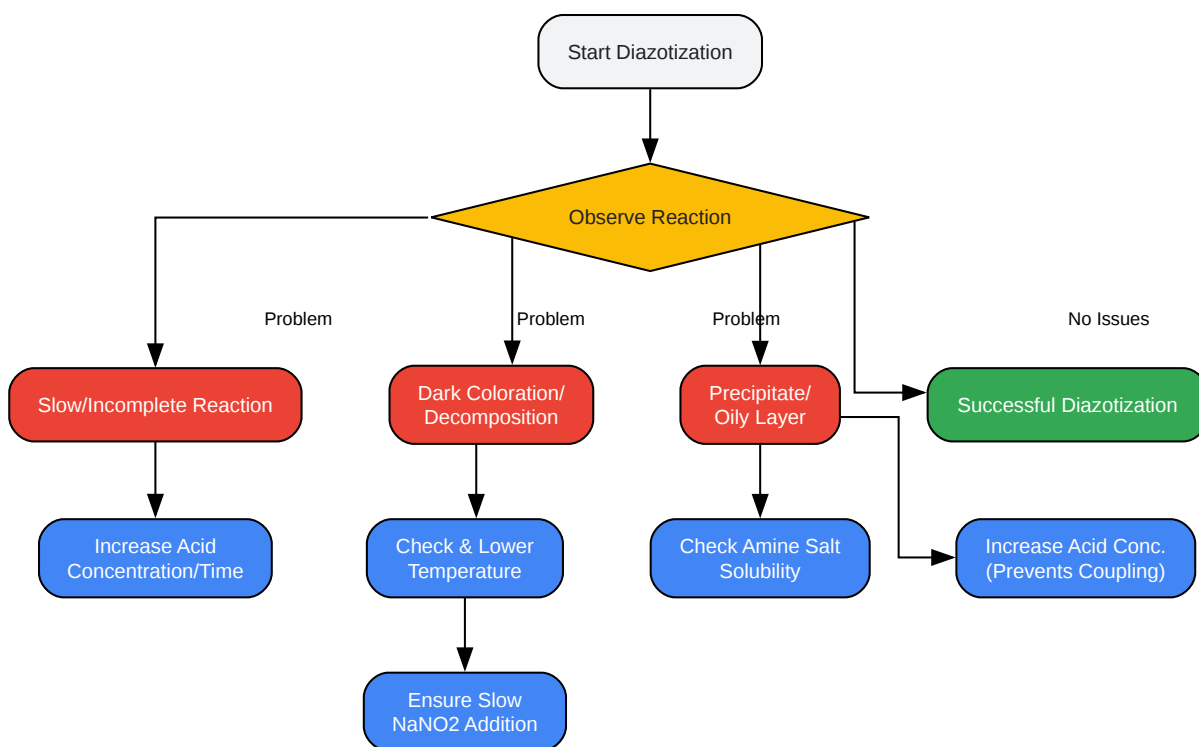 Start Diazotization
Observe Reaction
Problem
Problem
Problem
No Issues
Slow/Incomplete Reaction
Dark Coloration/
Decomposition
Precipitate/
Oily Layer
Successful Diazotization
Increase Acid
Concentration/Time
Check & Lower
Temperature
Check Amine Salt
Solubility
Increase Acid Conc.
(Prevents Coupling)
Ensure Slow
NaNO2 Addition